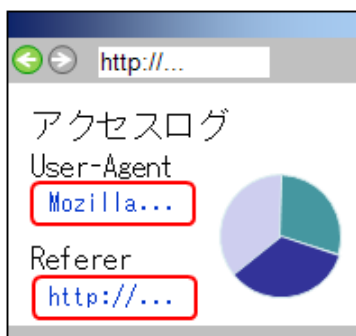 http://...
アクセスログ
User-Agent
Mozilla...
Referer
http://...